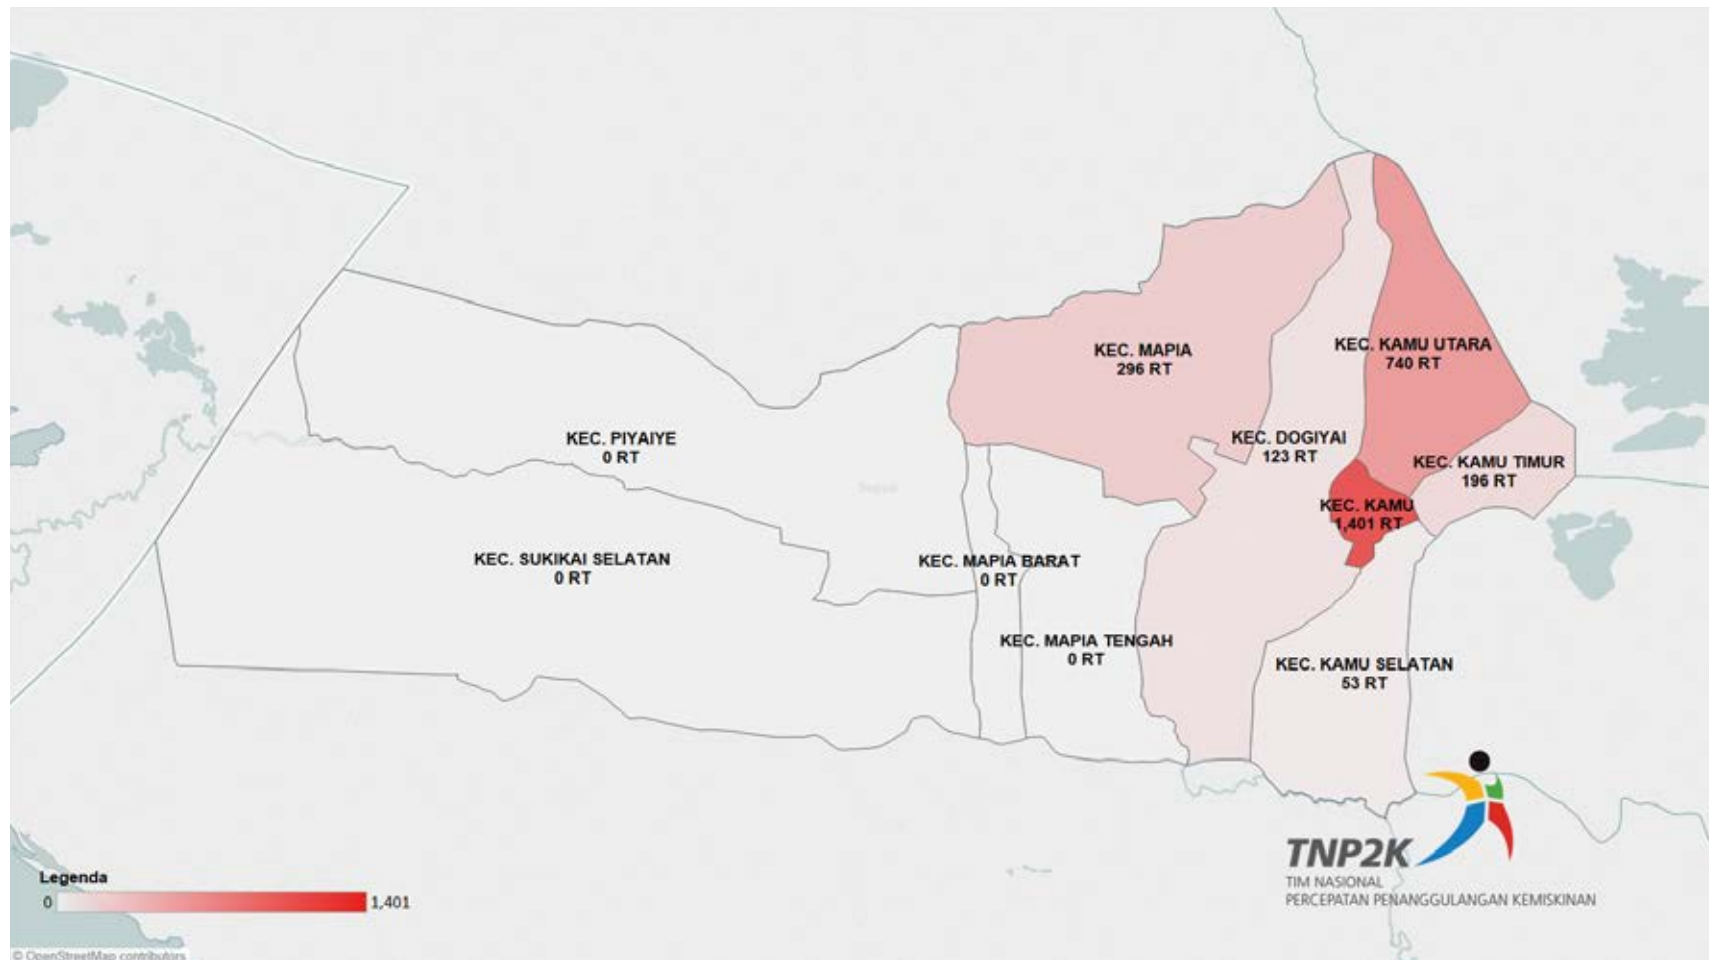 KEC. MAPIA
296 RT
KEC. KAMU UTARA
740 RT
KEC. PIYAIYE
0 RT
KEC. DOGIYAI
123 RT
KEC. KAMU TIMUR
196 RT
KEC. KAMU
1,401 RT
KEC. SUKIKAI SELATAN
0 RT
KEC. MAPIA BARAT
0 RT
KEC. MAPIA TENGAH
0 RT
KEC. KAMU SELATAN
53 RT
TNP2K
TIM NASIONAL
PERCEPATAN PENANGGULANGAN KEMISKINAN
Legenda
0 1,401
© OpenStreetMap contributors